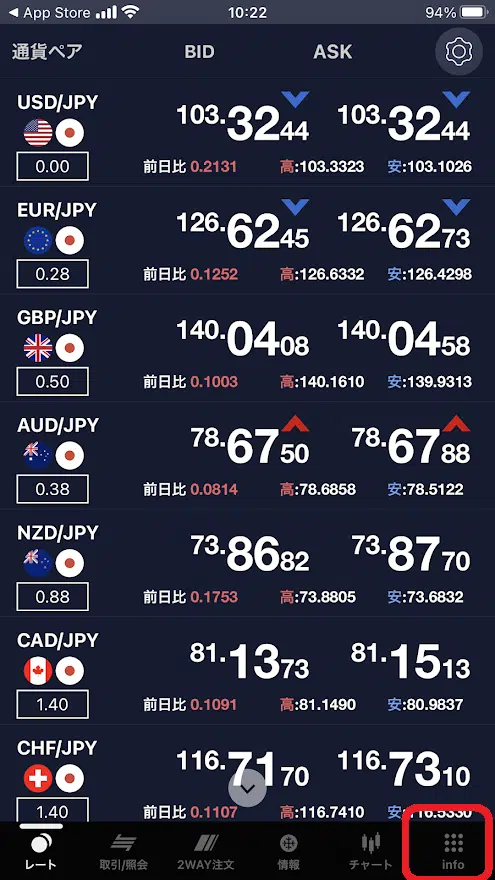 App Store 10:22 94%
通貨ペア BID ASK
USD/JPY
103.3244 103.3244
0.00 前日比 0.2131 高:103.3323 安:103.1026
EUR/JPY
126.6245 126.6273
0.28 前日比 0.1252 高:126.6332 安:126.4298
GBP/JPY
140.0408 140.0458
0.50 前日比 0.1003 高:140.1610 安:139.9313
AUD/JPY
78.6750 78.6788
0.38 前日比 0.0814 高:78.6858 安:78.5122
NZD/JPY
73.8682 73.8770
0.88 前日比 0.1753 高:73.8805 安:73.6832
CAD/JPY
81.1373 81.1513
1.40 前日比 0.1091 高:81.1490 安:80.9837
CHF/JPY
116.7170 116.7310
1.40 前日比 0.1107 高:116.7410 安:116.5330
レート 取引/照会 2WAY注文 情報 チャート info